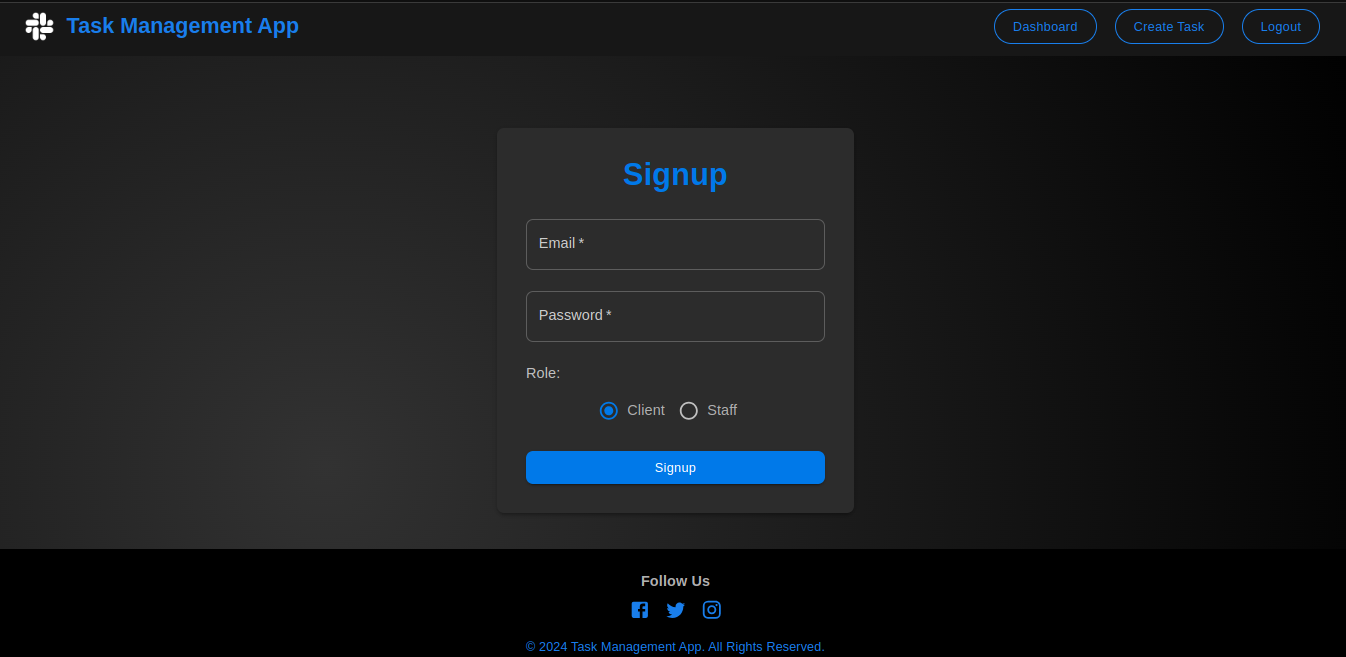 Task Management App
Dashboard
Create Task
Logout
Signup
Email *
Password *
Role:
Client
Staff
Signup
Follow Us
© 2024 Task Management App. All Rights Reserved.